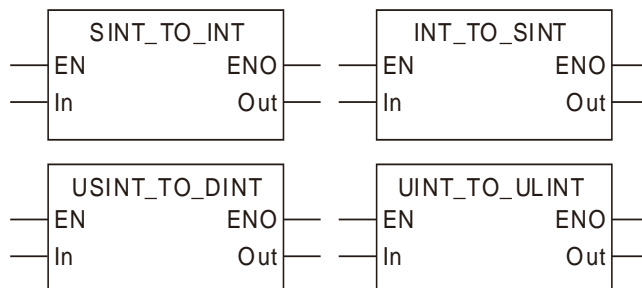 SINT_TO_INT
EN ENO
In Out
INT_TO_SINT
EN ENO
In Out
USINT_TO_DINT
EN ENO
In Out
UINT_TO_ULINT
EN ENO
In Out